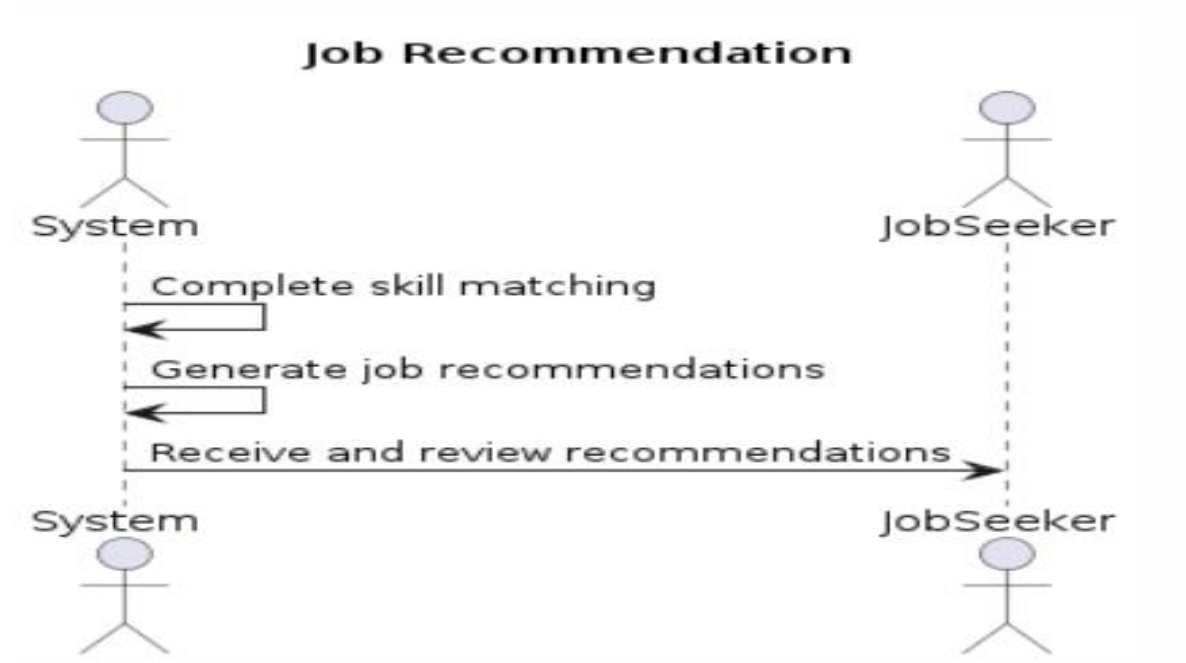 Job Recommendation
System JobSeeker
Complete skill matching
Generate job recommendations
Receive and review recommendations
System JobSeeker